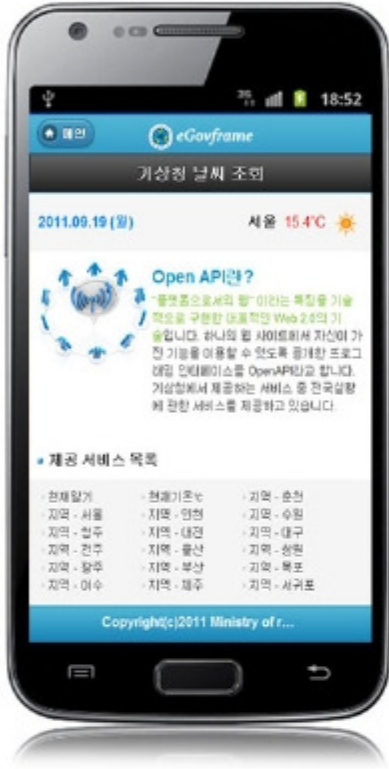 3G
18:52
메인
eGovframe
기상청 날씨 조회
2011.09.19 (월)
서울 15.4°C
Open API란?
"플랫폼으로서의 웹" 이라는 특징을 기술
적으로 구현한 대표적인 Web 2.0의 기
술입니다. 하나의 웹 사이트에서 자신이 가
진 기능을 이용할 수 있도록 공개한 프로그
래밍 인터페이스를 OpenAPI라고 합니다.
기상청에서 제공하는 서비스 중 전국실황
에 관한 서비스를 제공하고 있습니다.
제공 서비스 목록
- 현재일기 - 현재기온℃ - 지역 - 춘천
- 지역 - 서울 - 지역 - 인천 - 지역 - 수원
- 지역 - 청주 - 지역 - 대전 - 지역 - 대구
- 지역 - 전주 - 지역 - 울산 - 지역 - 창원
- 지역 - 광주 - 지역 - 부산 - 지역 - 목포
- 지역 - 여수 - 지역 - 제주 - 지역 - 서귀포
Copyright(c)2011 Ministry of r...